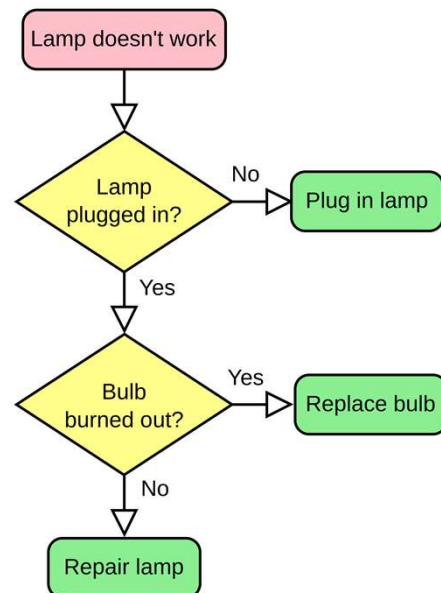 Lamp doesn't work
Lamp
plugged in?
No
Plug in lamp
Yes
Bulb
burned out?
Yes
Replace bulb
No
Repair lamp